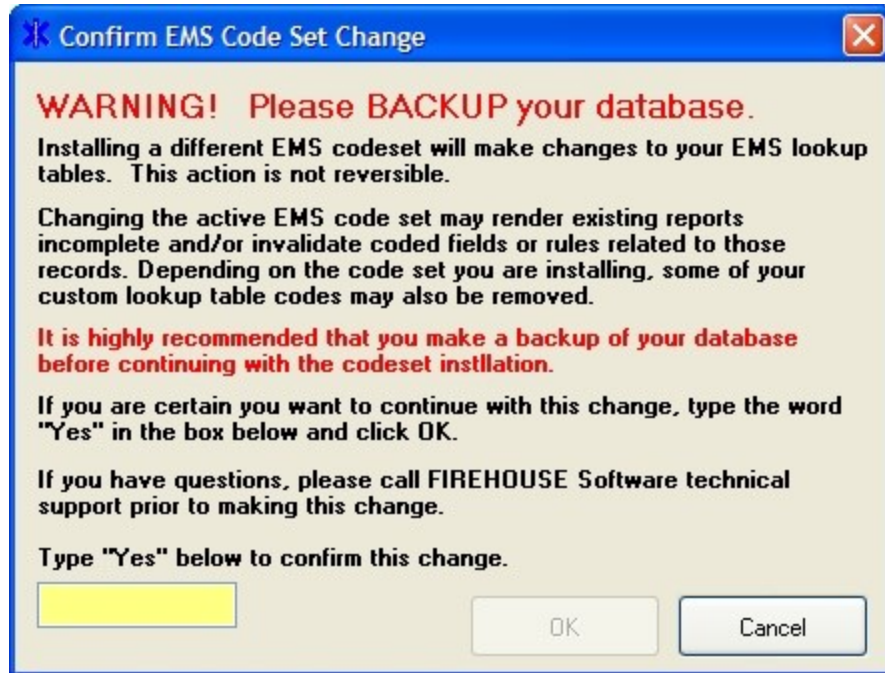 Confirm EMS Code Set Change
WARNING!   Please BACKUP your database.
Installing a different EMS codeset will make changes to your EMS lookup
tables.  This action is not reversible.
Changing the active EMS code set may render existing reports
incomplete and/or invalidate coded fields or rules related to those
records. Depending on the code set you are installing, some of your
custom lookup table codes may also be removed.
It is highly recommended that you make a backup of your database
before continuing with the codeset instllation.
If you are certain you want to continue with this change, type the word
"Yes" in the box below and click OK.
If you have questions, please call FIREHOUSE Software technical
support prior to making this change.
Type "Yes" below to confirm this change.
OK
Cancel